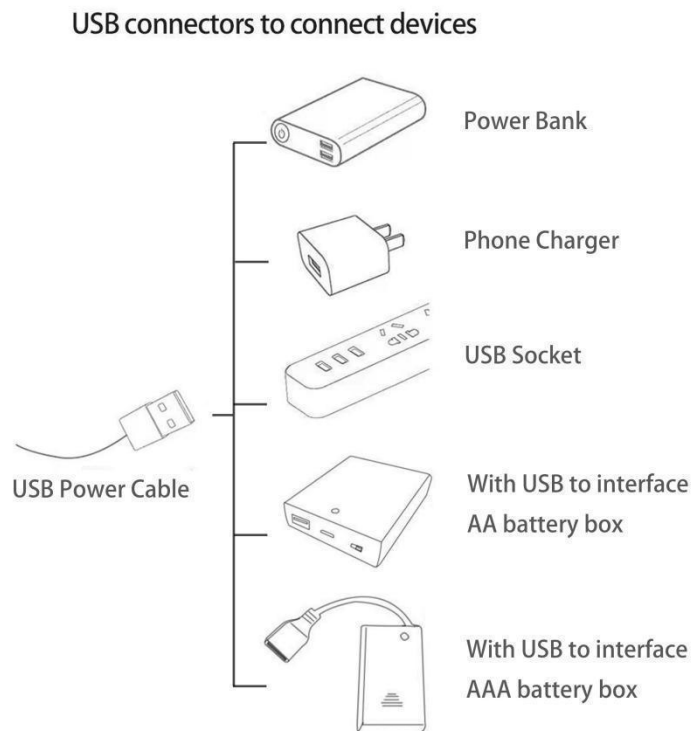 USB connectors to connect devices
Power Bank
Phone Charger
USB Socket
USB Power Cable
With USB to interface
AA battery box
With USB to interface
AAA battery box